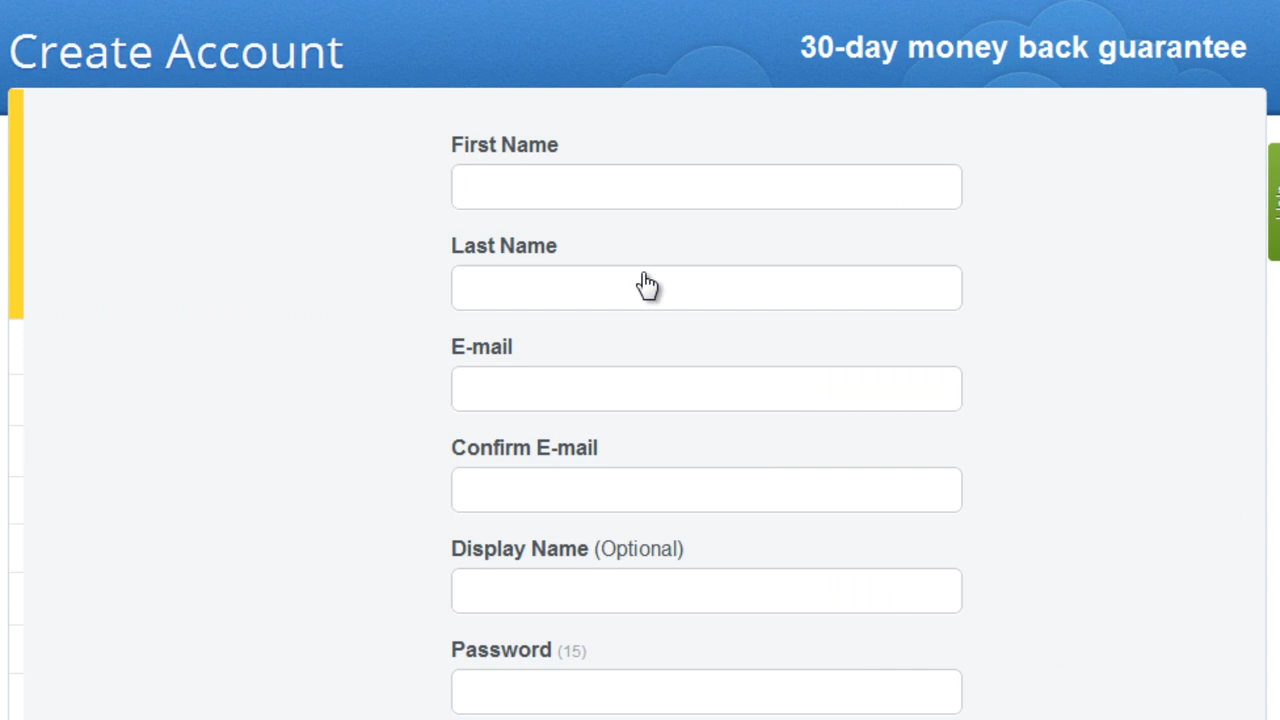 Create Account
30-day money back guarantee
First Name
Last Name
E-mail
Confirm E-mail
Display Name (Optional)
Password (15)